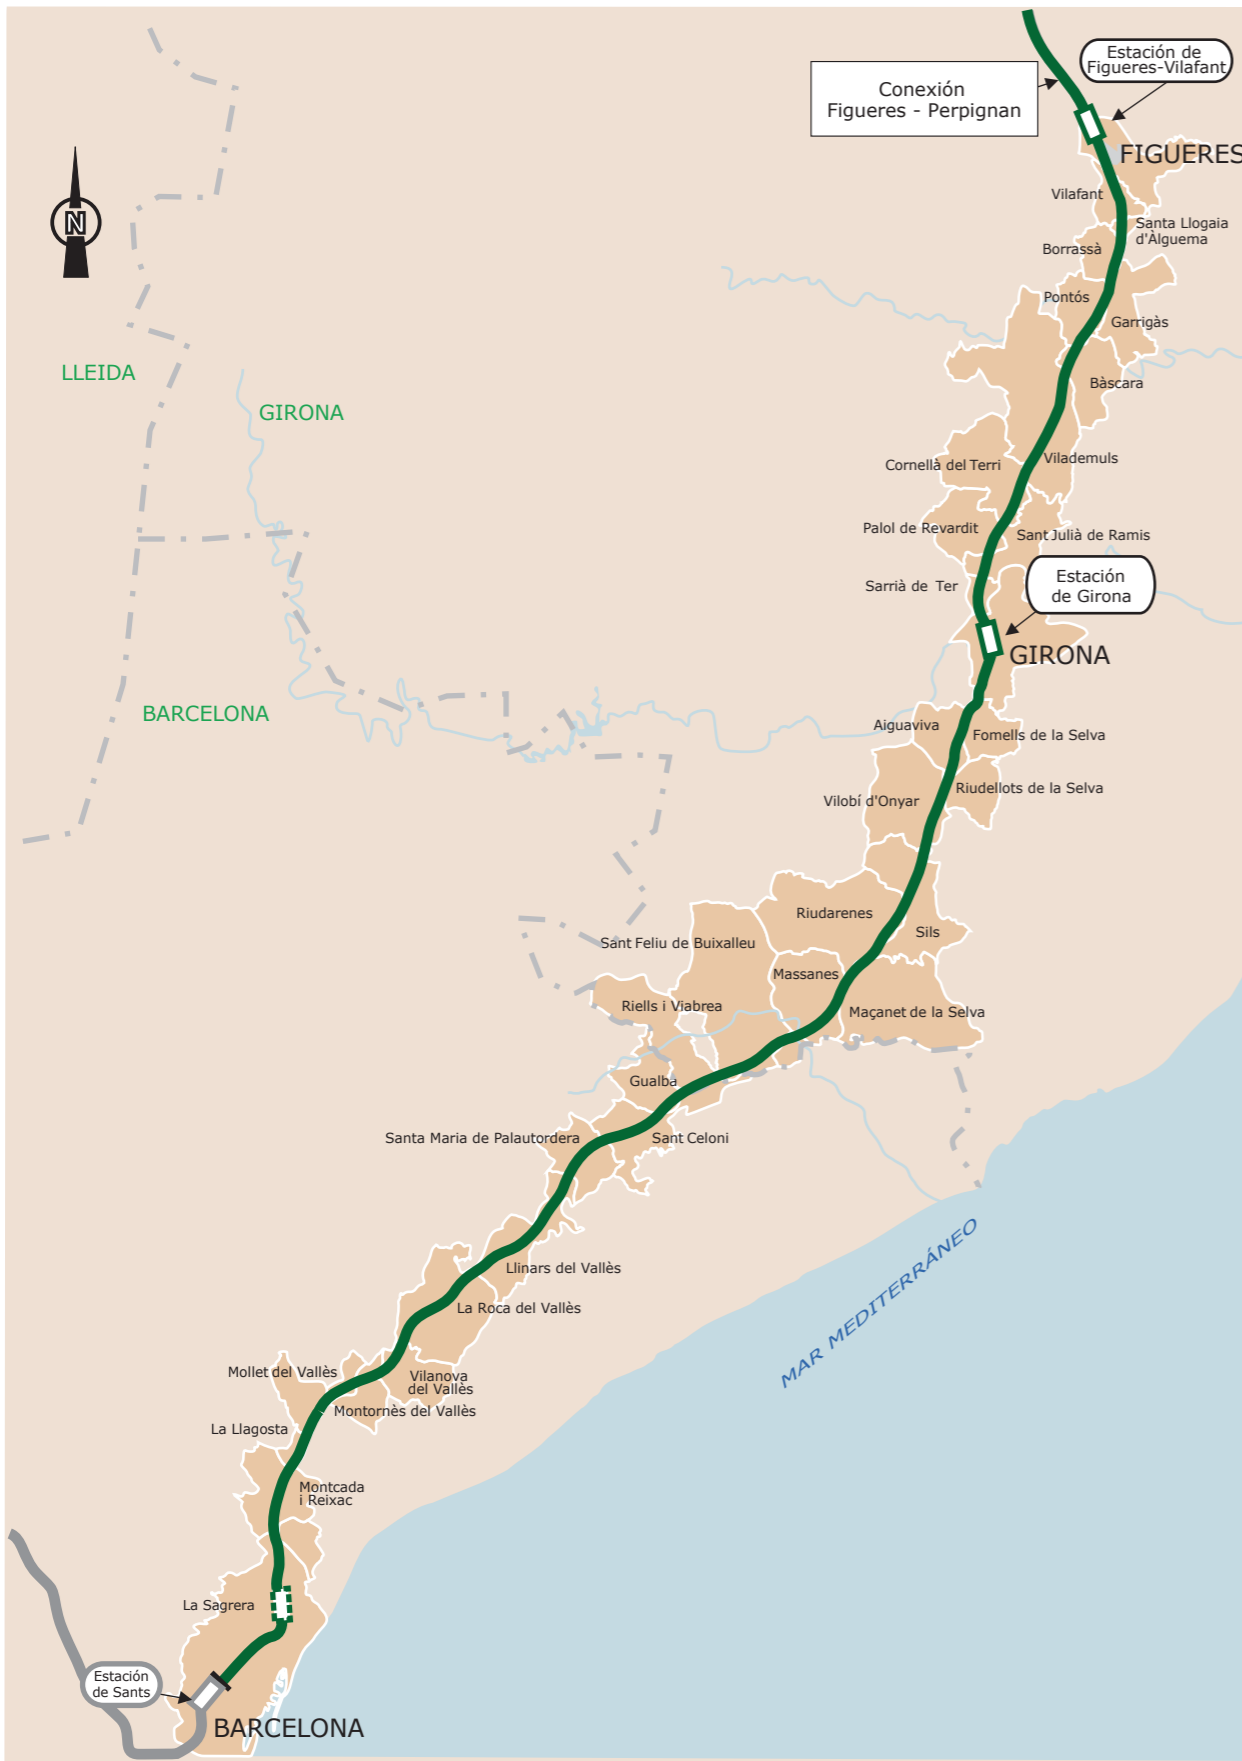 Estación de
Figueres-Vilafant
Conexión
Figueres - Perpignan
FIGUERES
Vilafant
Santa Llogaia
d'Àlguema
Borrassà
Pontós
Garrigàs
N
LLEIDA
GIRONA
Bàscara
Cornellà del Terri
Vilademuls
Palol de Revardit
Sant Julià de Ramis
Sarrià de Ter
Estación
de Girona
GIRONA
BARCELONA
Aiguaviva
Fomells de la Selva
Vilobí d'Onyar
Riudellots de la Selva
Riudarenes
Sils
Sant Feliu de Buixalleu
Massanes
Riells i Viabrea
Maçanet de la Selva
Gualba
Santa Maria de Palautordera
Sant Celoni
MAR MEDITERRÁNEO
Llinars del Vallès
La Roca del Vallès
Mollet del Vallès
Vilanova
del Vallès
Montornès del Vallès
La Llagosta
Montcada
i Reixac
La Sagrera
Estación
de Sants
BARCELONA